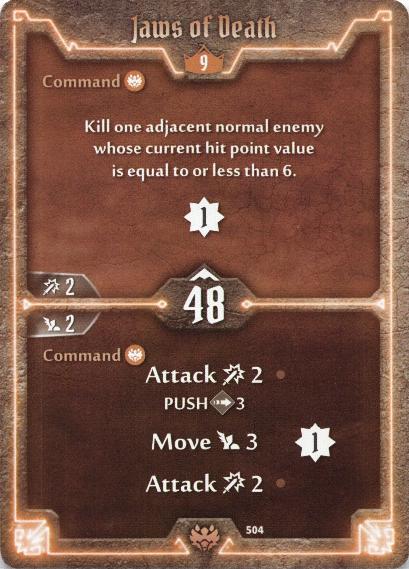 Jaws of Death
9
Command
Kill one adjacent normal enemy
whose current hit point value
is equal to or less than 6.
1
2
48
2
Command
Attack 2
PUSH 3
Move 3
1
Attack 2
504